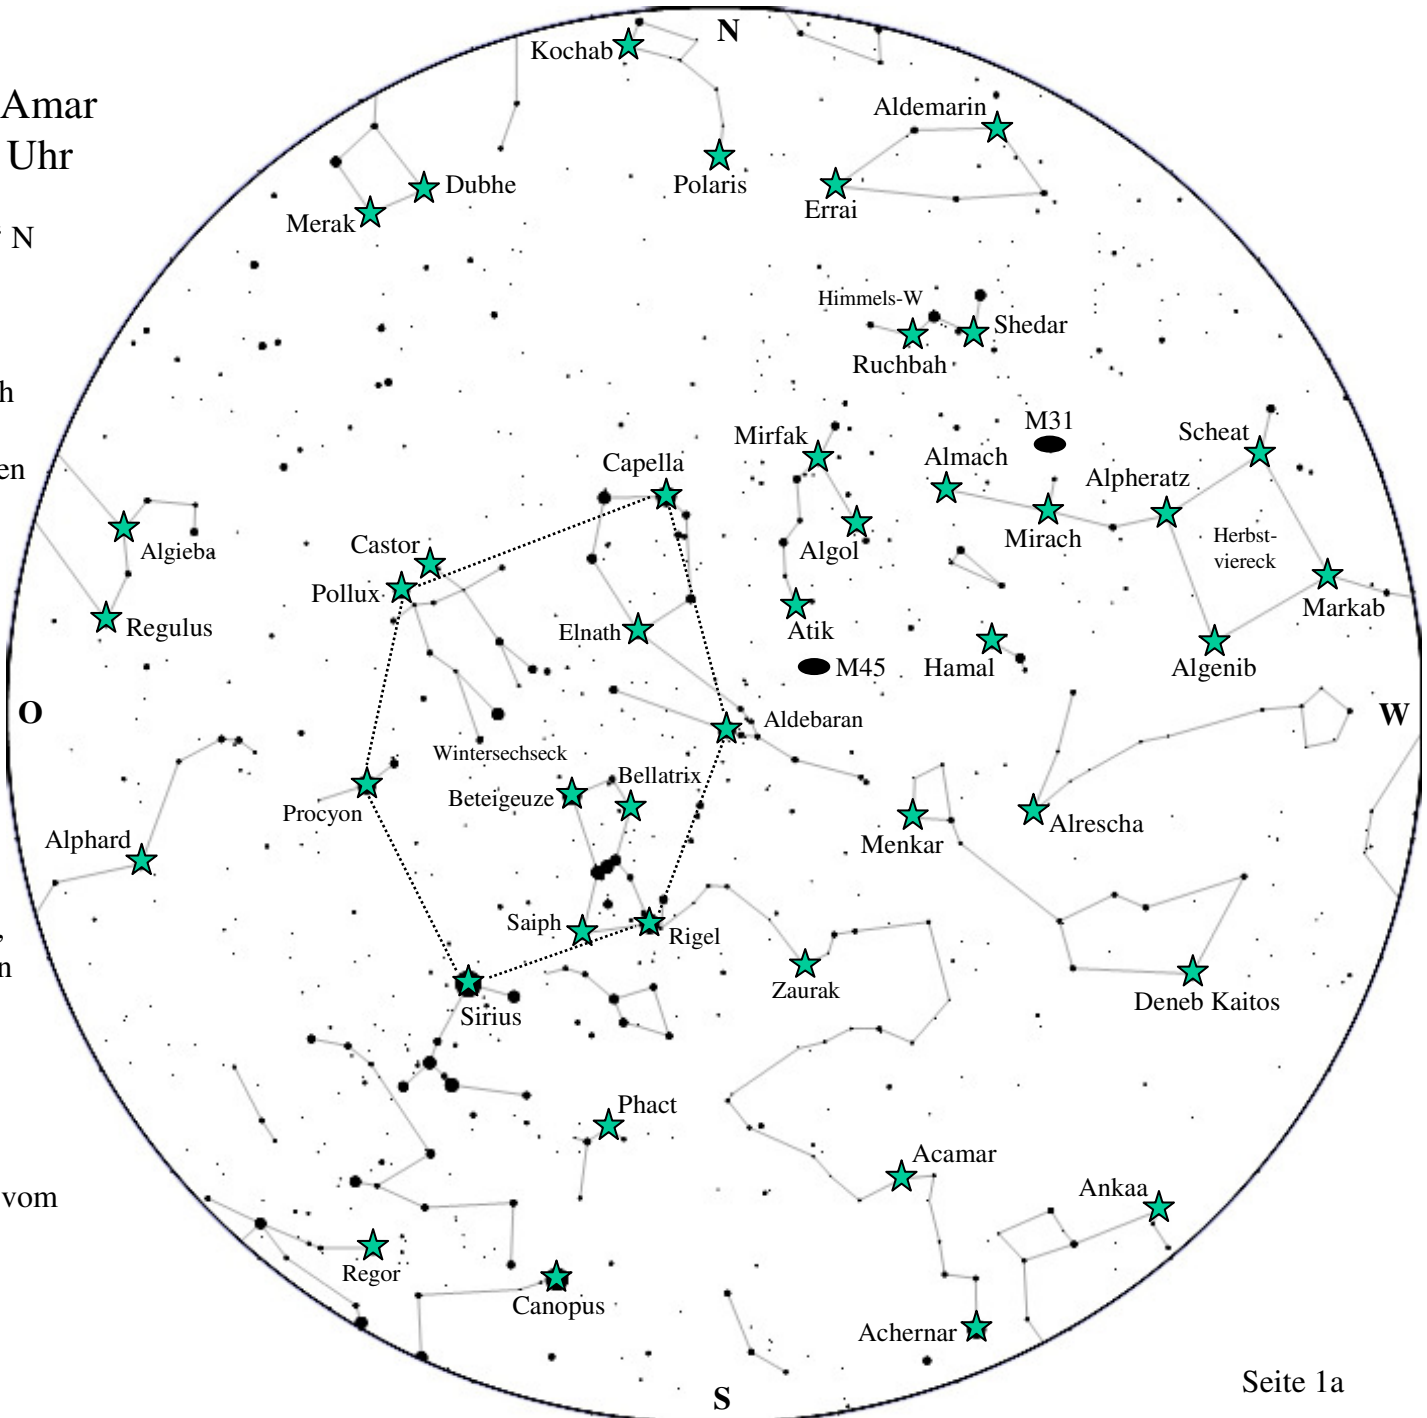 N
Kochab
Amar
Aldemarin
Uhr
Polaris
Dubhe
Errai
Merak
N
Himmels-W
Shedar
Ruchbah
h
M31
Mirfak
Scheat
Almach
Capella
en
Alpheratz
Herbst-
viereck
Mirach
Castor
Algieba
Algol
Pollux
Markab
Regulus
Elnath
Atik
M45
Hamal
Algenib
O
Aldebaran
W
Wintersechseck
Bellatrix
Beteigeuze
Procyon
Alrescha
Alphard
Menkar
Saiph
Rigel
,
n
Zaurak
Deneb Kaitos
Sirius
Phact
Acamar
Ankaa
vom
Regor
Canopus
Achernar
Seite 1a
S